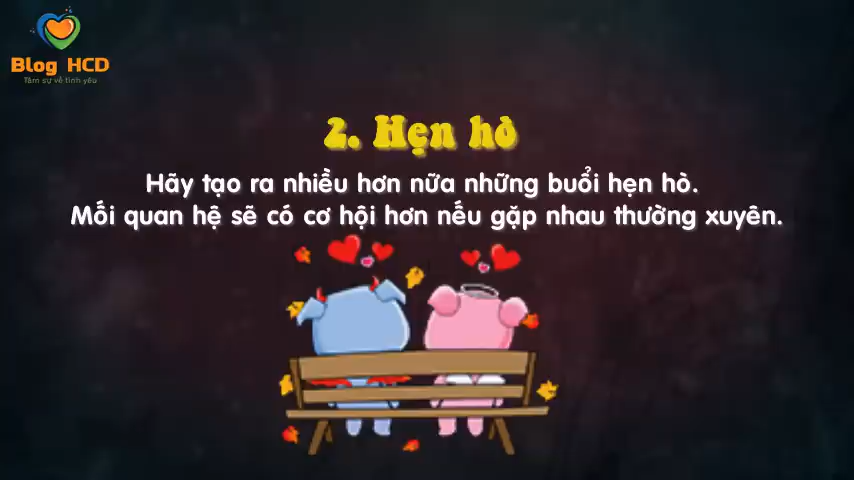 Blog HCD
Tâm sự về tình yêu
2. Hẹn hò
Hãy tạo ra nhiều hơn nữa những buổi hẹn hò.
Mối quan hệ sẽ có cơ hội hơn nếu gặp nhau thường xuyên.